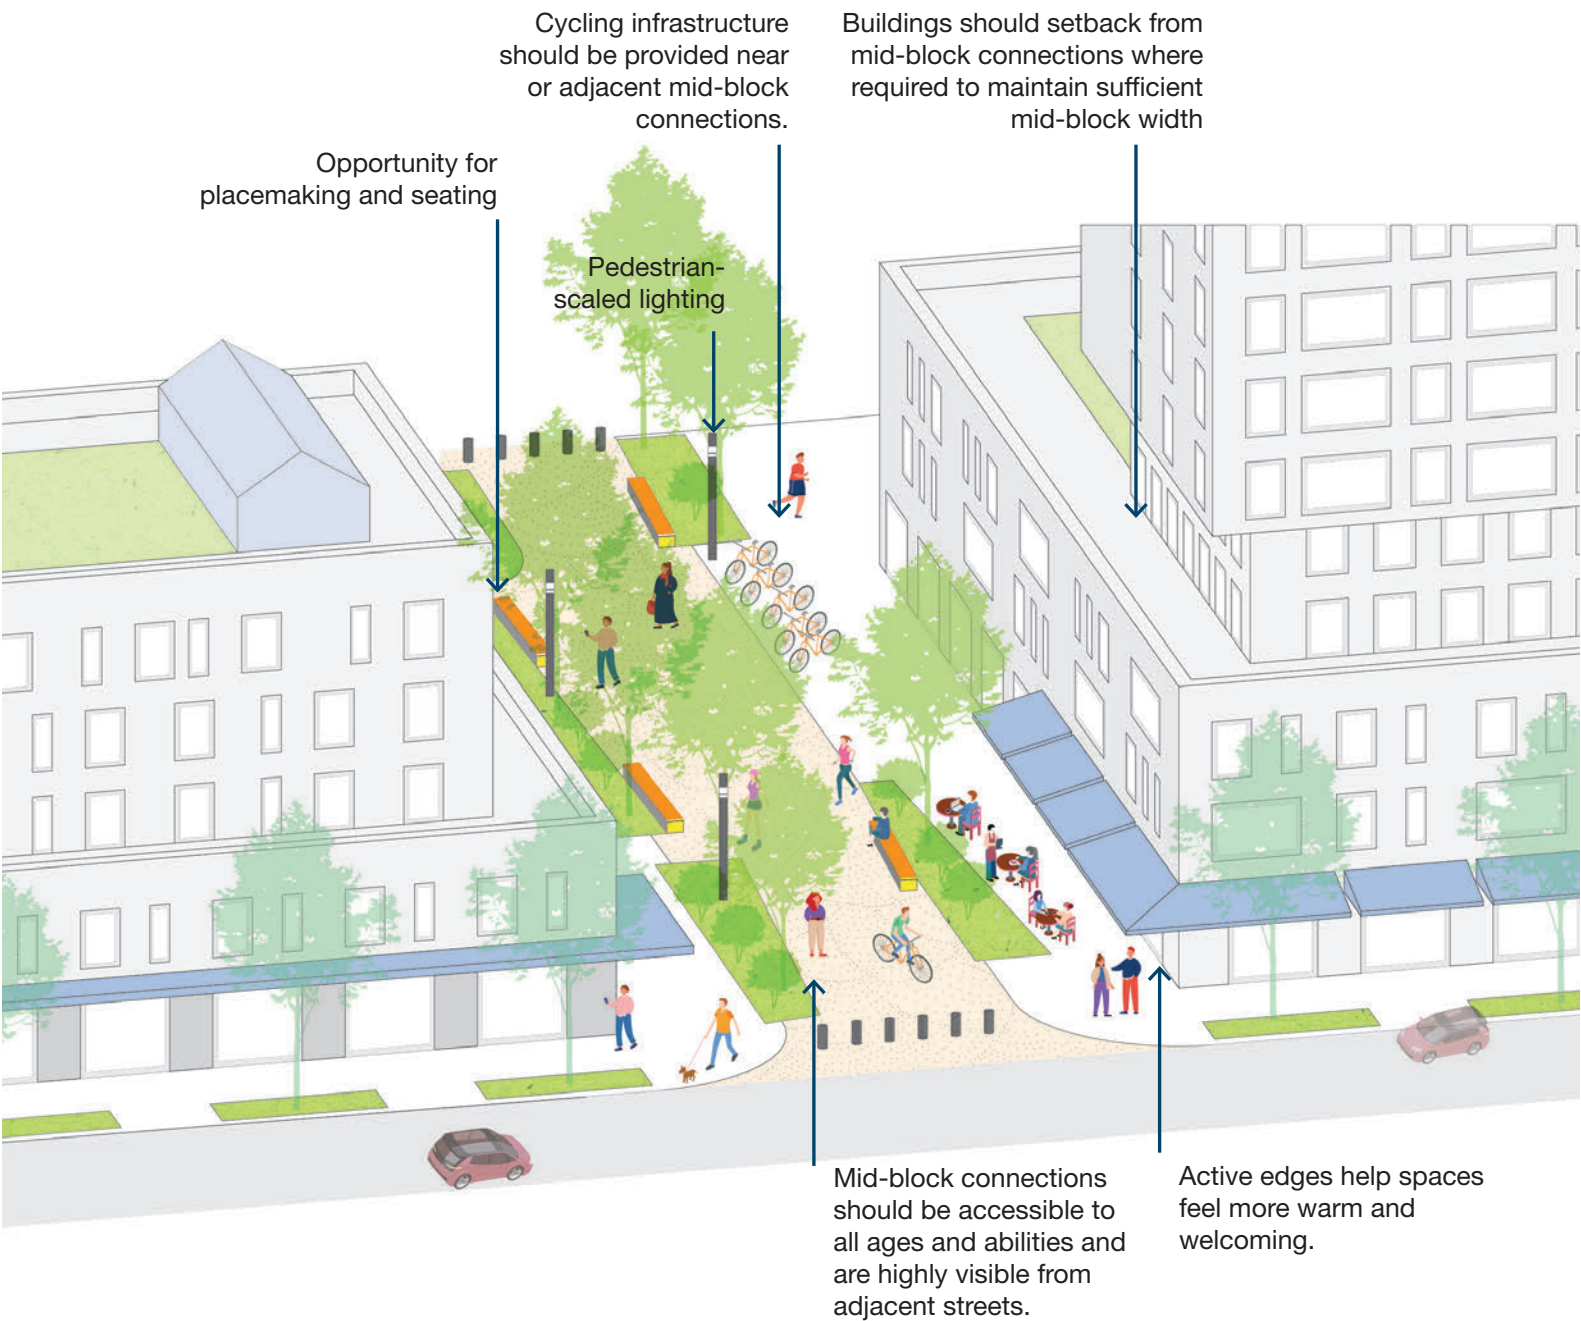 Cycling infrastructure
should be provided near
or adjacent mid-block
connections.
Buildings should setback from
mid-block connections where
required to maintain sufficient
mid-block width
Opportunity for
placemaking and seating
Pedestrian-
scaled lighting
Mid-block connections
should be accessible to
all ages and abilities and
are highly visible from
adjacent streets.
Active edges help spaces
feel more warm and
welcoming.